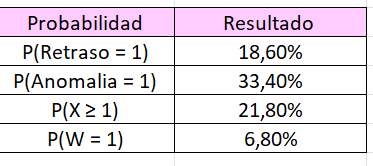 Probabilidad Resultado
P(Retraso = 1) 18,60%
P(Anomalia = 1) 33,40%
P(X ≥ 1) 21,80%
P(W = 1) 6,80%